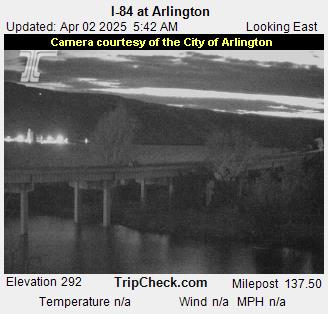 I-84 at Arlington
Updated: Apr 02 2025 5:42 AM Looking East
Camera courtesy of the City of Arlington
Elevation 292 TripCheck.com Milepost 137.50
Temperature n/a Wind n/a MPH n/a